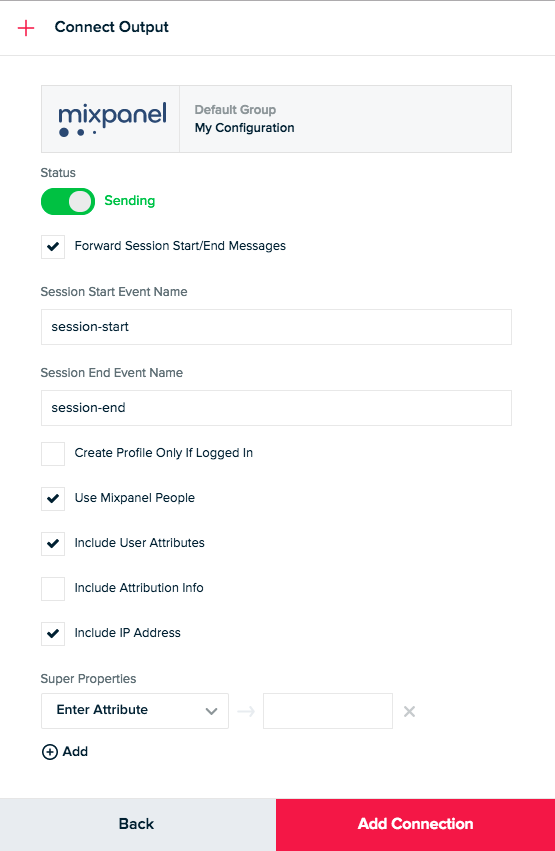 Connect Output
mixpanel
Default Group
My Configuration
Status
Sending
Forward Session Start/End Messages
Session Start Event Name
session-start
Session End Event Name
session-end
Create Profile Only If Logged In
Use Mixpanel People
Include User Attributes
Include Attribution Info
Include IP Address
Super Properties
Enter Attribute
Add
Back
Add Connection